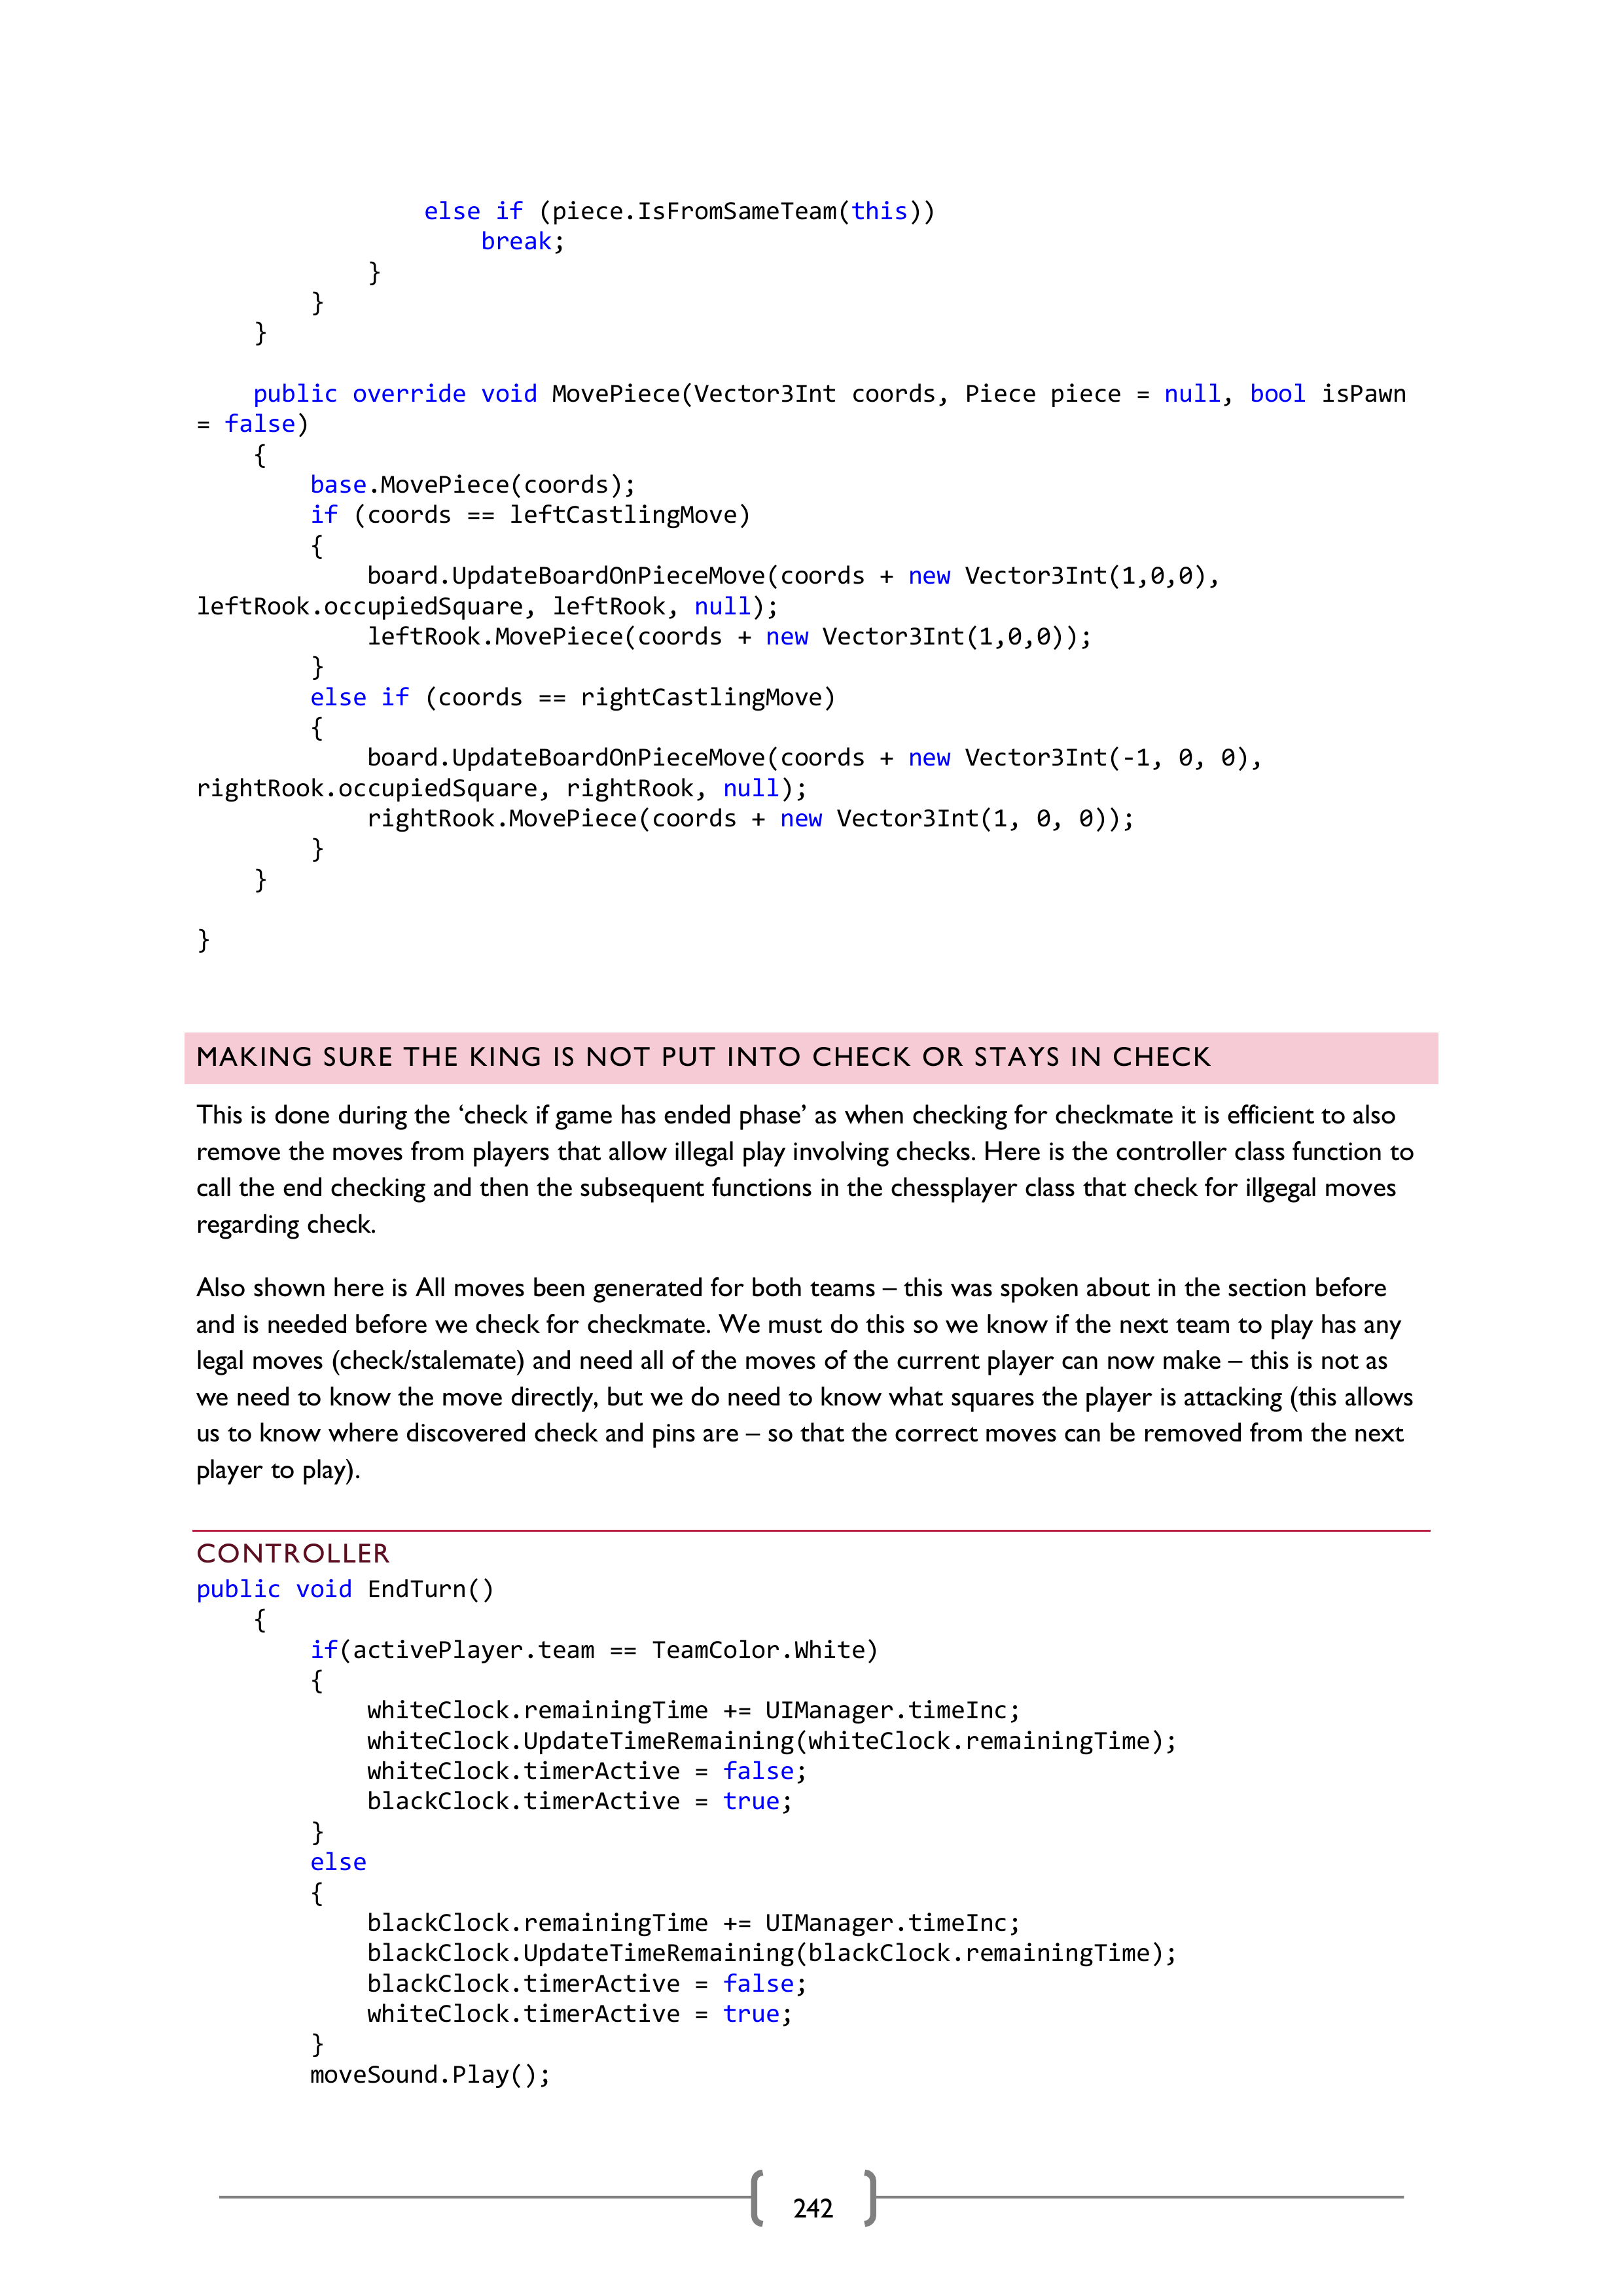 else if (piece.IsFromSameTeam(this))
break;
}
}
}
public override void MovePiece(Vector3Int coords, Piece piece = null, bool isPawn
= false)
{
base.MovePiece(coords);
if (coords == leftCastlingMove)
{
board.UpdateBoardOnPieceMove(coords + new Vector3Int(1,0,0),
leftRook.occupiedSquare, leftRook, null);
leftRook.MovePiece(coords + new Vector3Int(1,0,0));
}
else if (coords == rightCastlingMove)
{
board.UpdateBoardOnPieceMove(coords + new Vector3Int(-1, 0, 0),
rightRook.occupiedSquare, rightRook, null);
rightRook.MovePiece(coords + new Vector3Int(1, 0, 0));
}
}
}
MAKING SURE THE KING IS NOT PUT INTO CHECK OR STAYS IN CHECK
This is done during the ‘check if game has ended phase’ as when checking for checkmate it is efficient to also
remove the moves from players that allow illegal play involving checks. Here is the controller class function to
call the end checking and then the subsequent functions in the chessplayer class that check for illgegal moves
regarding check.
Also shown here is All moves been generated for both teams – this was spoken about in the section before
and is needed before we check for checkmate. We must do this so we know if the next team to play has any
legal moves (check/stalemate) and need all of the moves of the current player can now make – this is not as
we need to know the move directly, but we do need to know what squares the player is attacking (this allows
us to know where discovered check and pins are – so that the correct moves can be removed from the next
player to play).
CONTROLLER
public void EndTurn()
{
if(activePlayer.team == TeamColor.White)
{
whiteClock.remainingTime += UIManager.timeInc;
whiteClock.UpdateTimeRemaining(whiteClock.remainingTime);
whiteClock.timerActive = false;
blackClock.timerActive = true;
}
else
{
blackClock.remainingTime += UIManager.timeInc;
blackClock.UpdateTimeRemaining(blackClock.remainingTime);
blackClock.timerActive = false;
whiteClock.timerActive = true;
}
moveSound.Play();
242